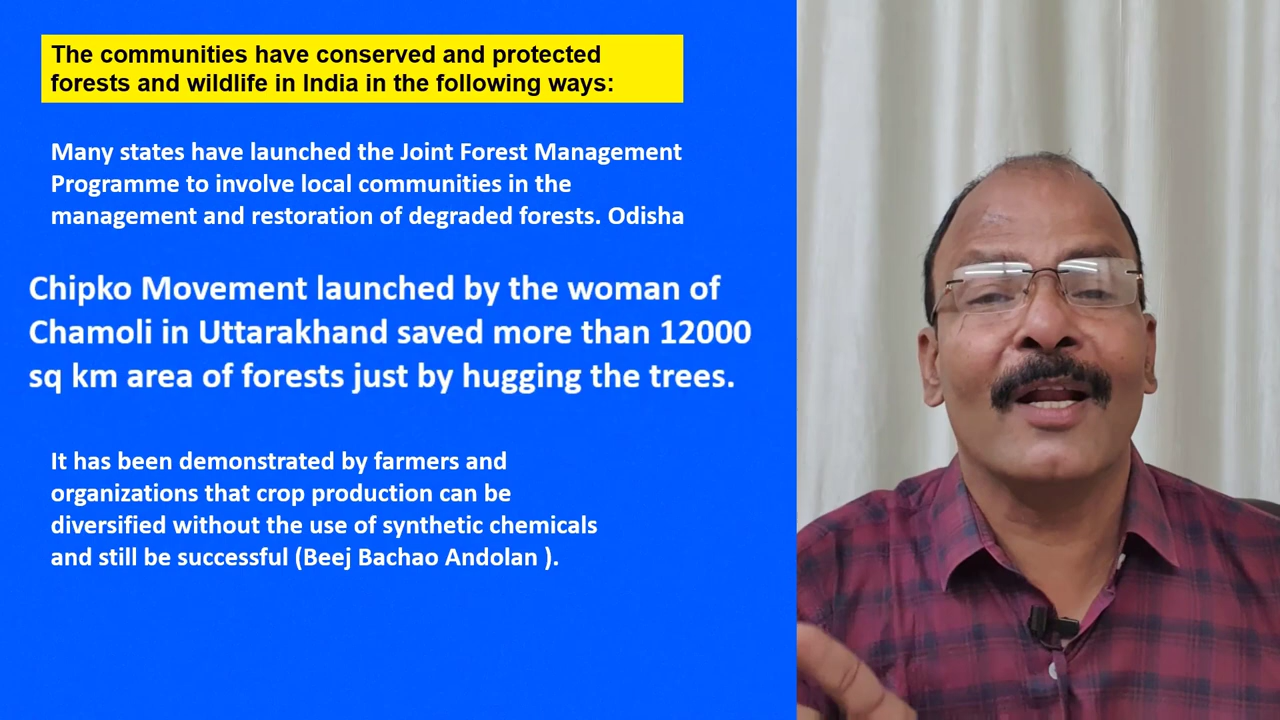 The communities have conserved and protected
forests and wildlife in India in the following ways:
Many states have launched the Joint Forest Management
Programme to involve local communities in the
management and restoration of degraded forests. Odisha
Chipko Movement launched by the woman of
Chamoli in Uttarakhand saved more than 12000
sq km area of forests just by hugging the trees.
It has been demonstrated by farmers and
organizations that crop production can be
diversified without the use of synthetic chemicals
and still be successful (Beej Bachao Andolan ).